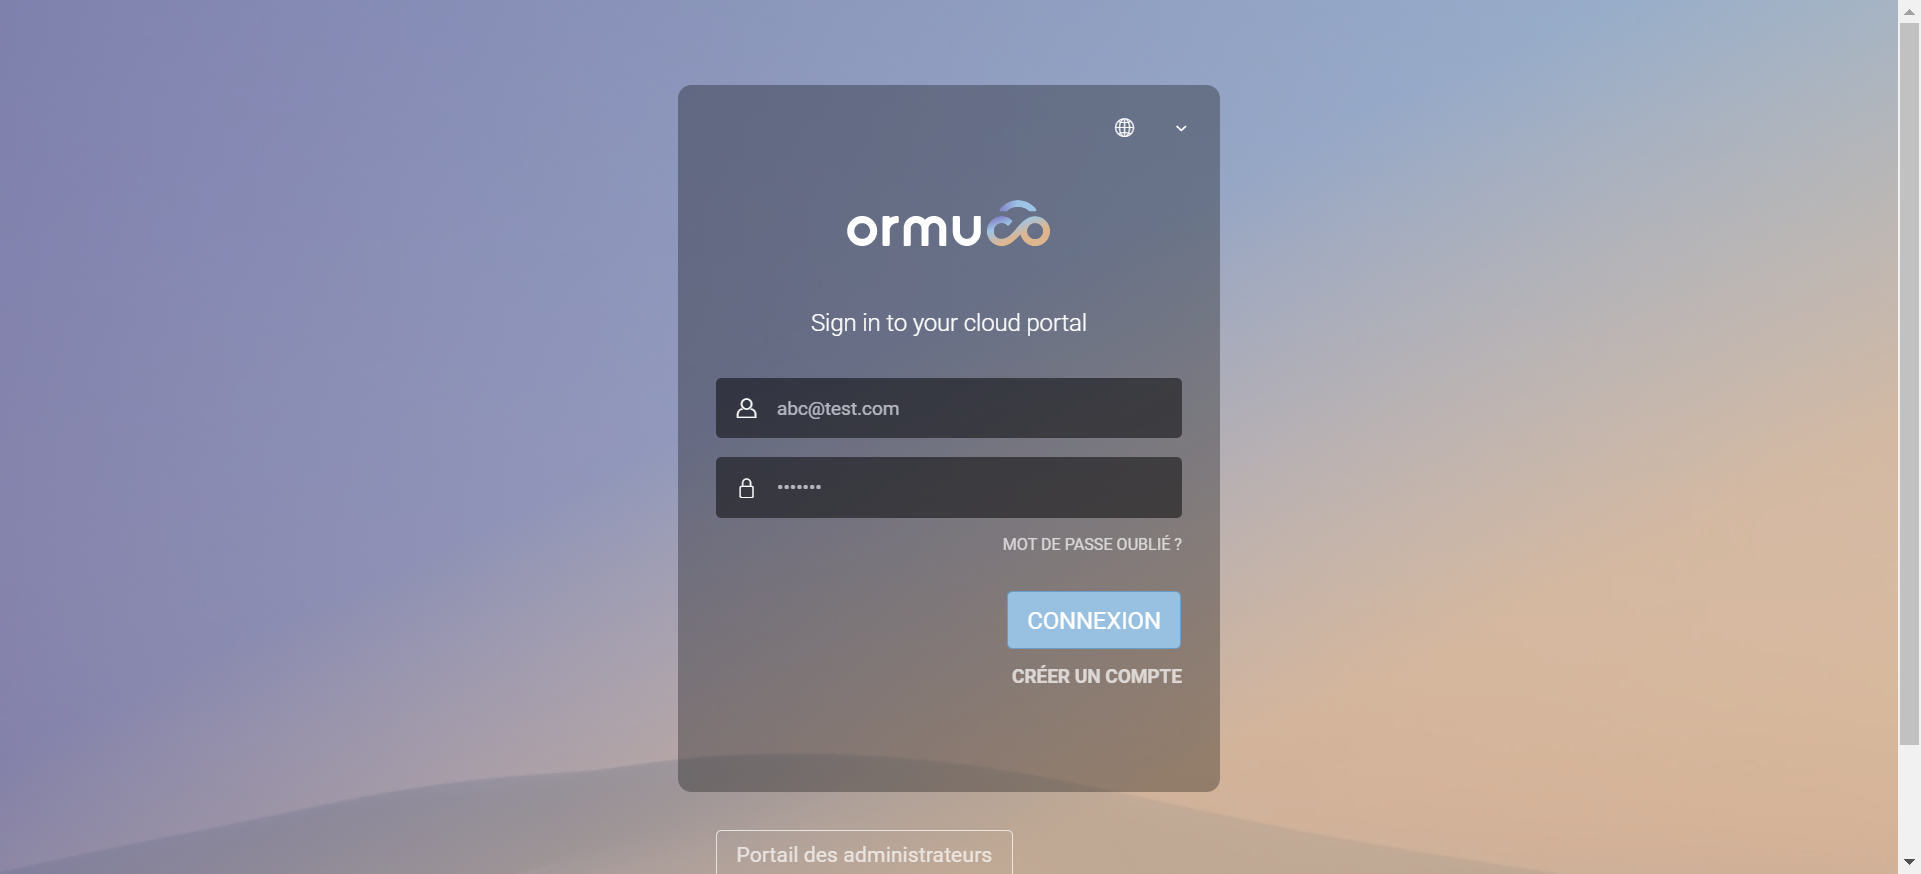 ormuco
Sign in to your cloud portal
abc@test.com
•••••••
MOT DE PASSE OUBLIÉ ?
CONNEXION
CRÉER UN COMPTE
Portail des administrateurs